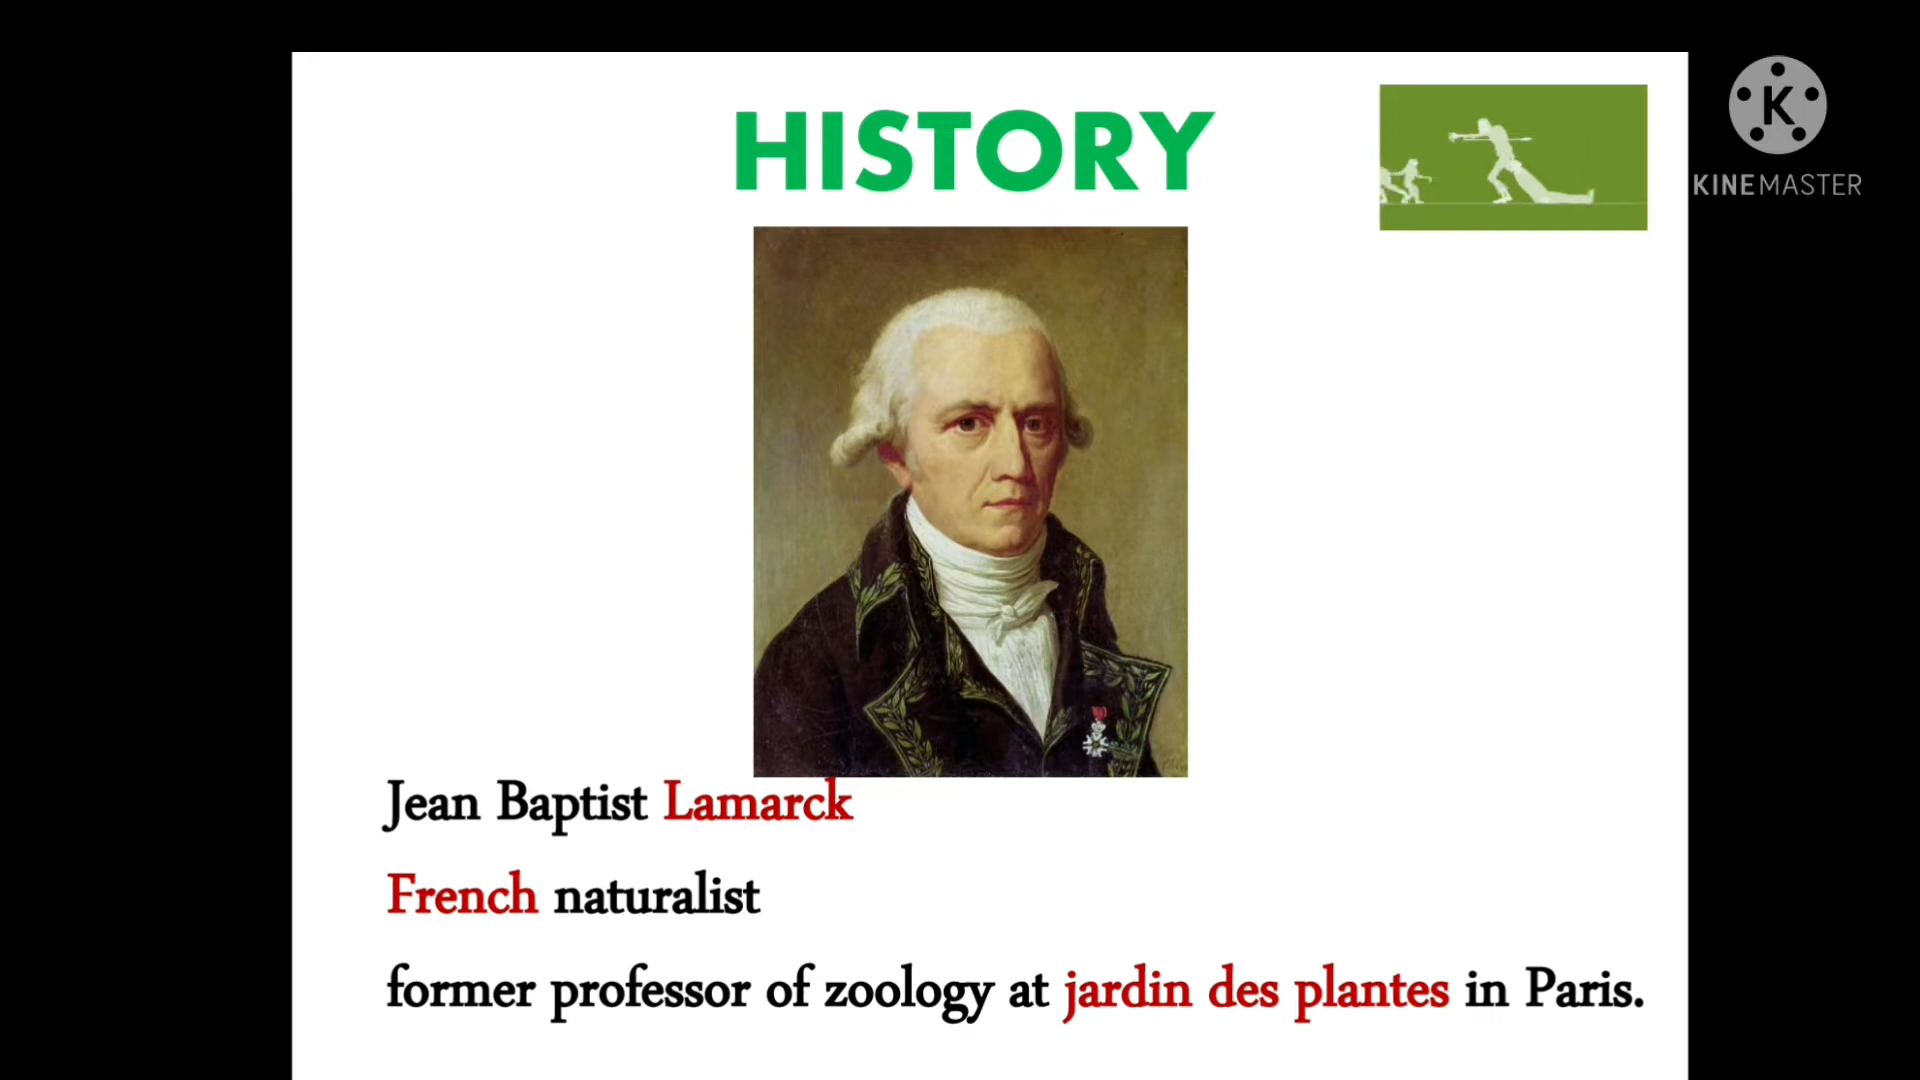 HISTORY
K
KINEMASTER
Jean Baptist Lamarck
French naturalist
former professor of zoology at jardin des plantes in Paris.